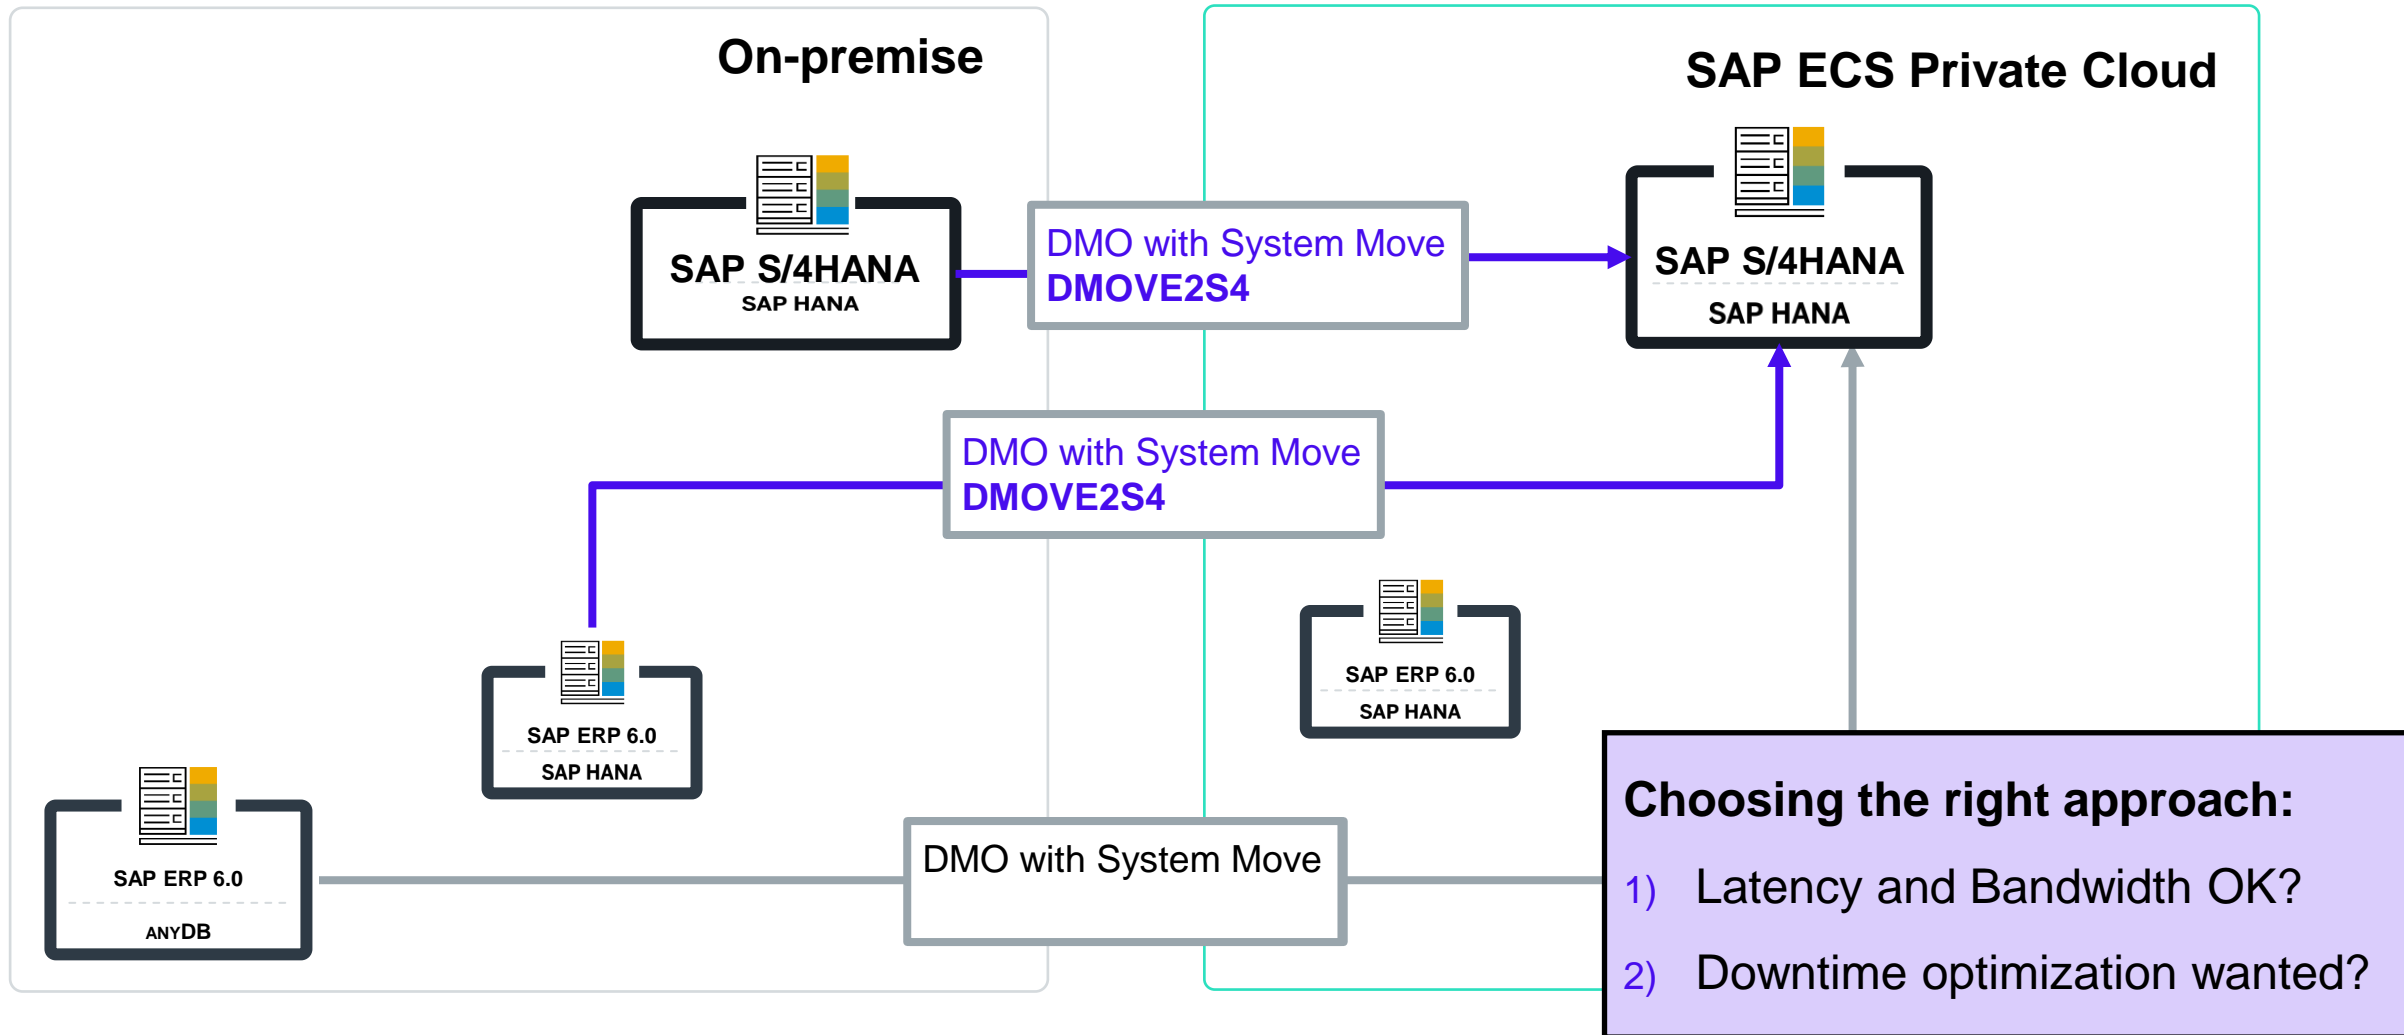 On-premise
SAP ECS Private Cloud
SAP S/4HANA
SAP HANA
DMO with System Move
DMOVE2S4
SAP S/4HANA
SAP HANA
DMO with System Move
DMOVE2S4
SAP ERP 6.0
SAP HANA
SAP ERP 6.0
SAP HANA
SAP ERP 6.0
ANYDB
DMO with System Move
Choosing the right approach:
1) Latency and Bandwidth OK?
2) Downtime optimization wanted?